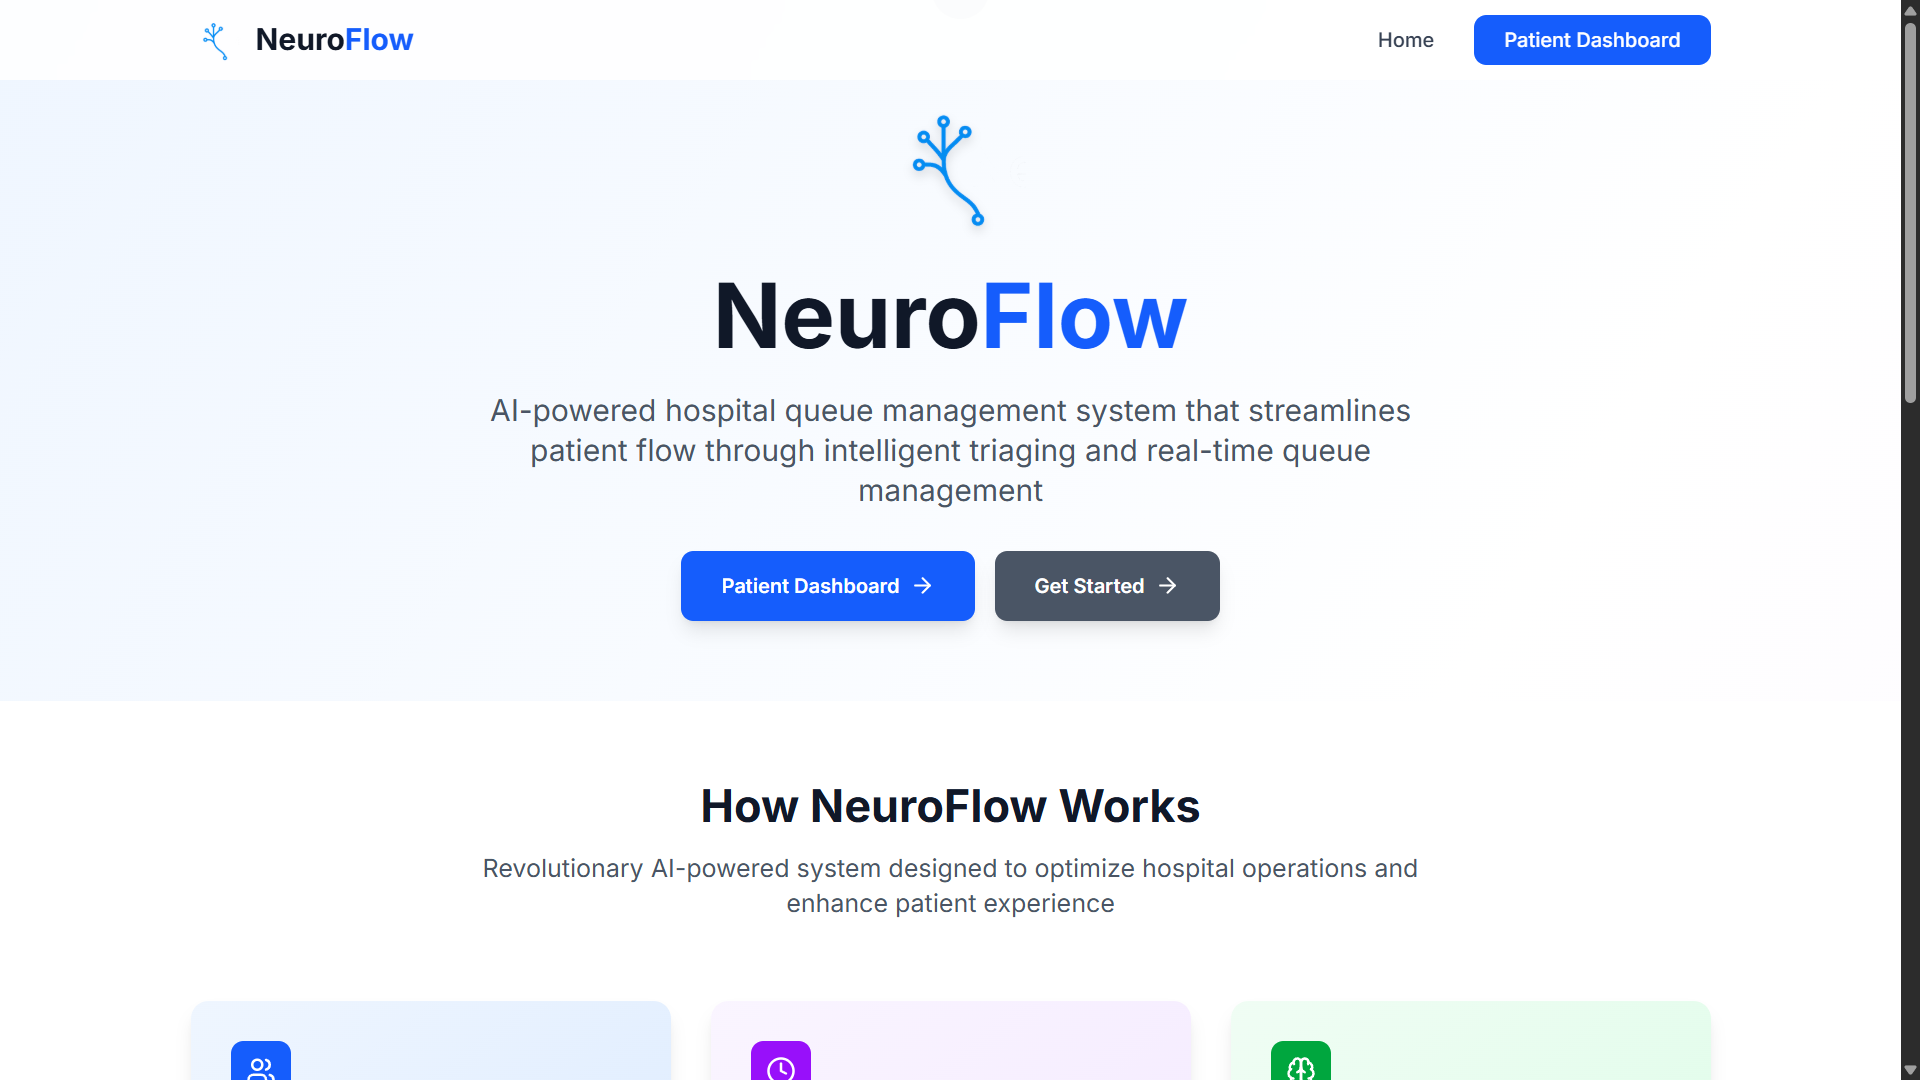 NeuroFlow
Home
Patient Dashboard
NeuroFlow
AI-powered hospital queue management system that streamlines
patient flow through intelligent triaging and real-time queue
management
Patient Dashboard
Get Started
How NeuroFlow Works
Revolutionary AI-powered system designed to optimize hospital operations and
enhance patient experience